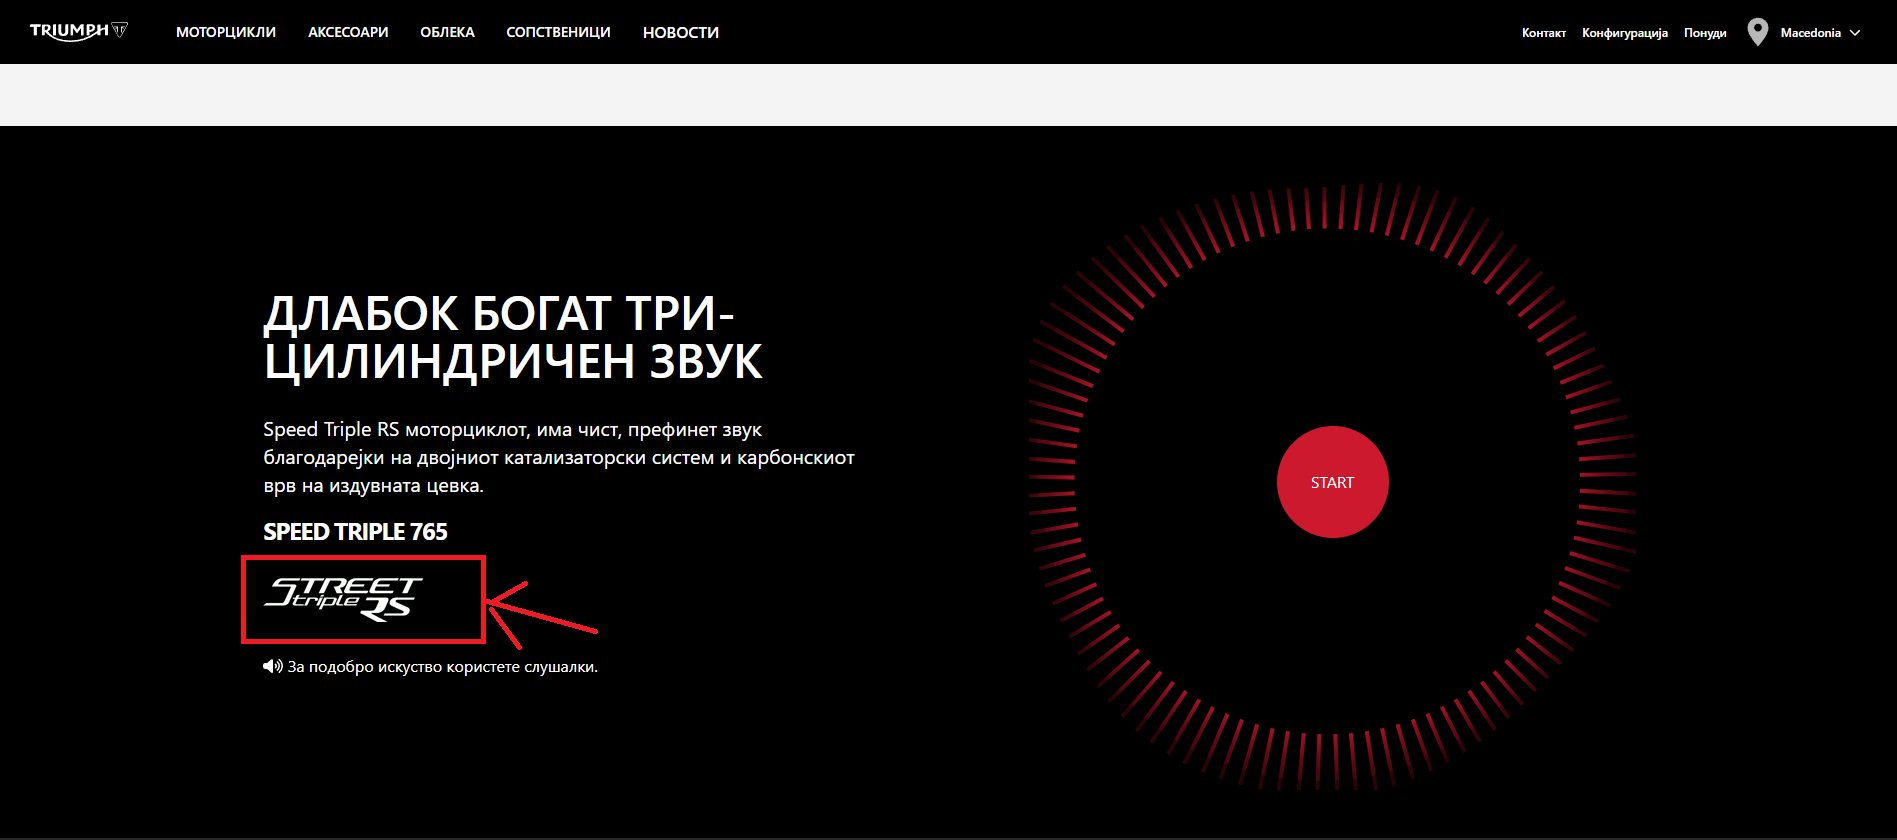 TRIUMPH
МОТОРЦИКЛИ АКСЕСОАРИ ОБЛЕКА СОПСТВЕНИЦИ НОВОСТИ
Контакт Конфигурација Понуди Macedonia
ДЛАБОК БОГАТ ТРИ-
ЦИЛИНДРИЧЕН ЗВУК
Speed Triple RS моторциклот, има чист, префинет звук
благодарејки на двојниот катализаторски систем и карбонскиот
врв на издувната цевка.
SPEED TRIPLE 765
STREET
triple RS
За подобро искуство користете слушалки.
START